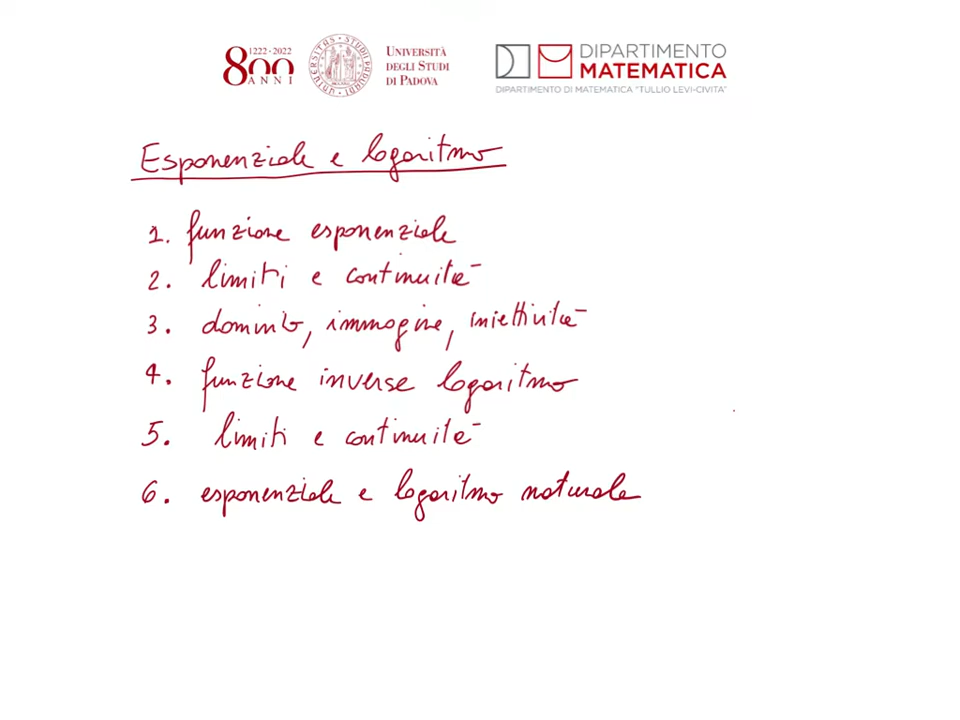 1222-2022
800
ANNI
UNIVERSITÀ
DEGLI STUDI
DI PADOVA
DIPARTIMENTO
MATEMATICA
DIPARTIMENTO DI MATEMATICA "TULLIO LEVI-CIVITA"
Esponenziale e logaritmo
1. funzione esponenziale
2. limiti e continuità
3. dominio, immagine, iniettività
4. funzione inversa logaritmo
5. limiti e continuità
6. esponenziale e logaritmo naturale